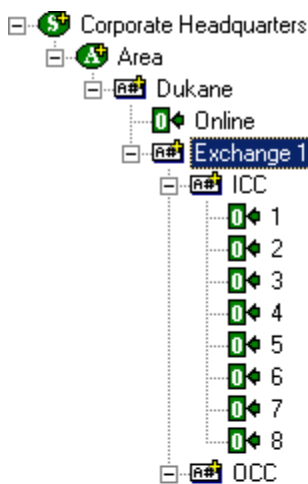 Corporate Headquarters
Area
Dukane
Online
Exchange 1
ICC
1
2
3
4
5
6
7
8
OCC